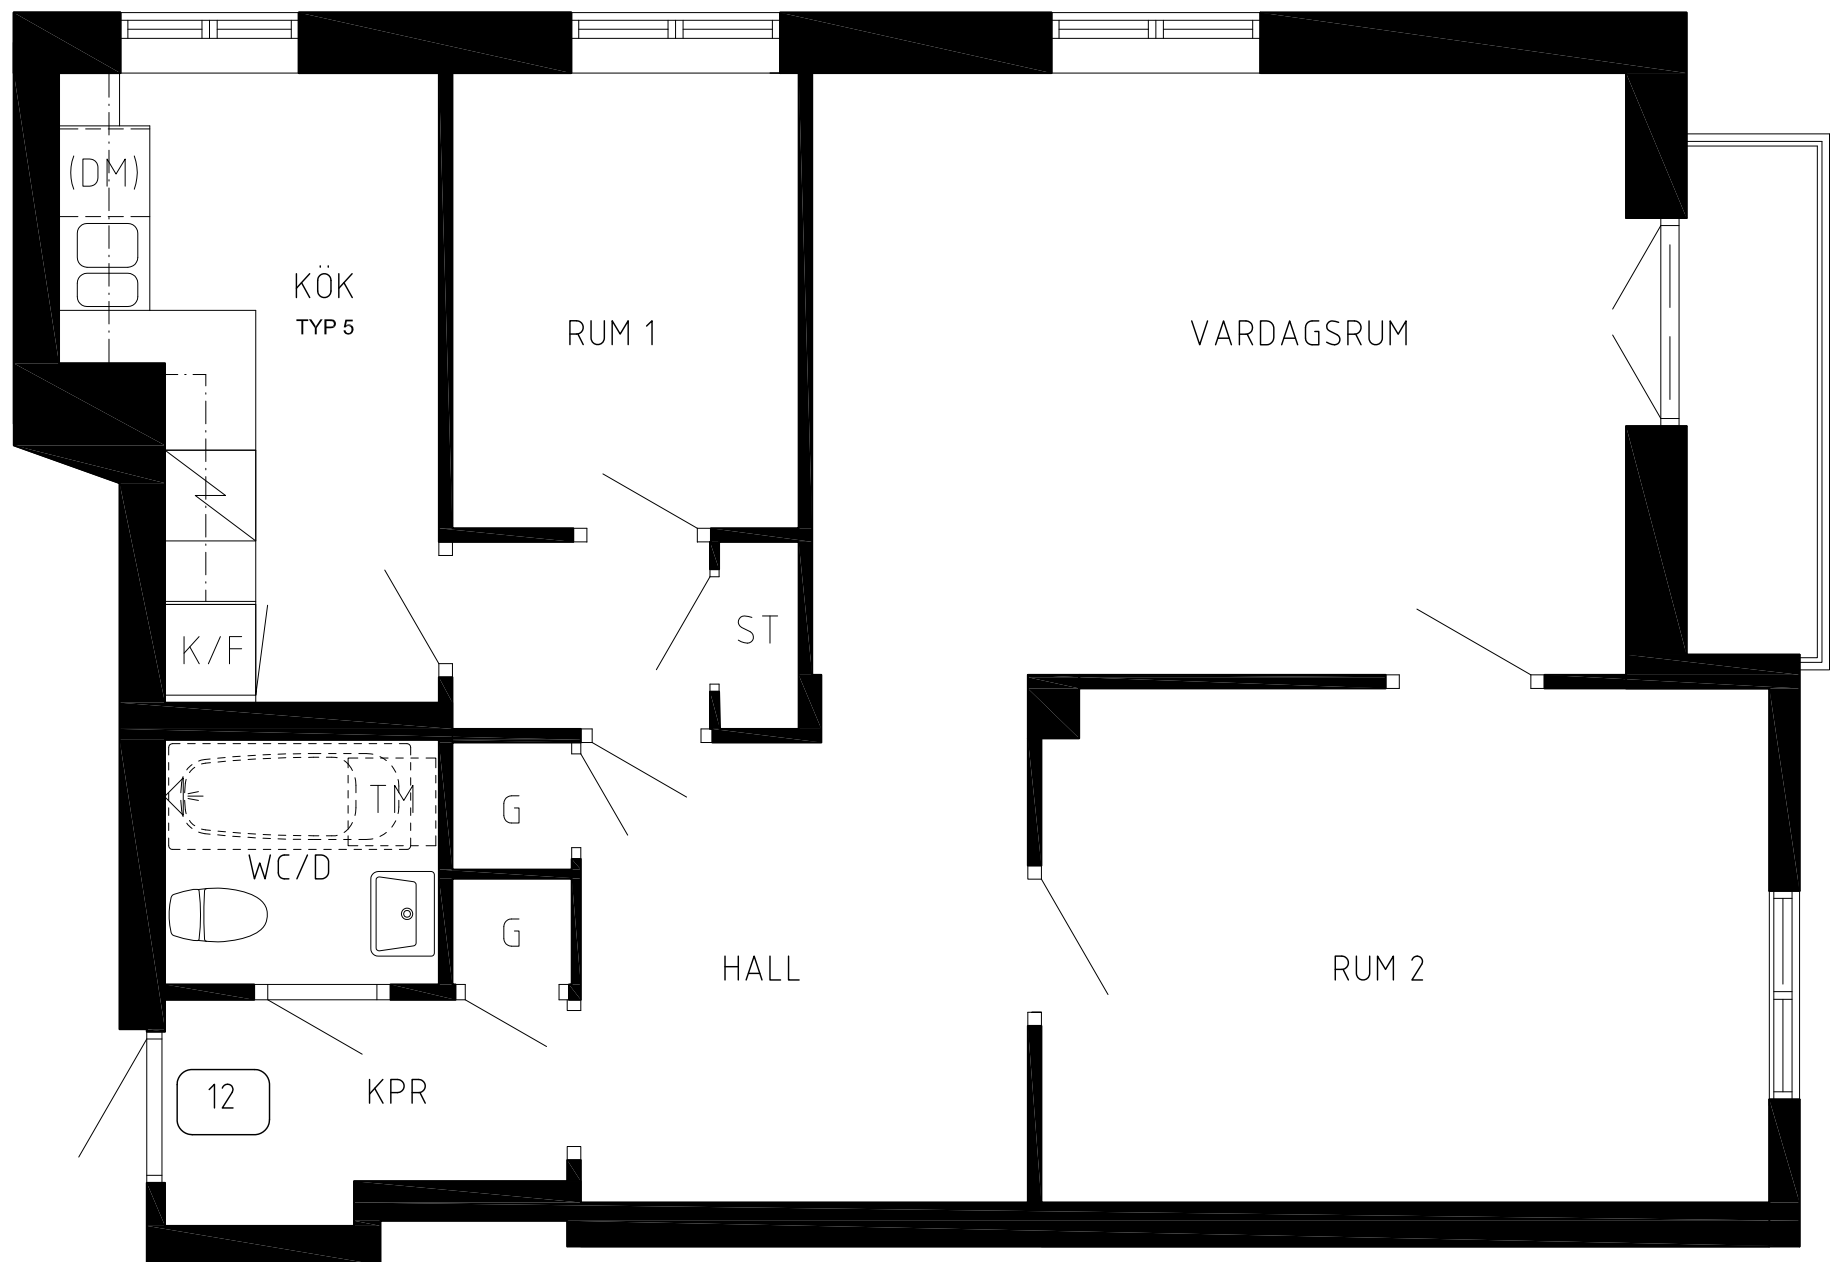 (DM)
KÖK
TYP 5
RUM 1
VARDAGSRUM
K/F
ST
TM
G
WC/D
G
HALL
RUM 2
12
KPR